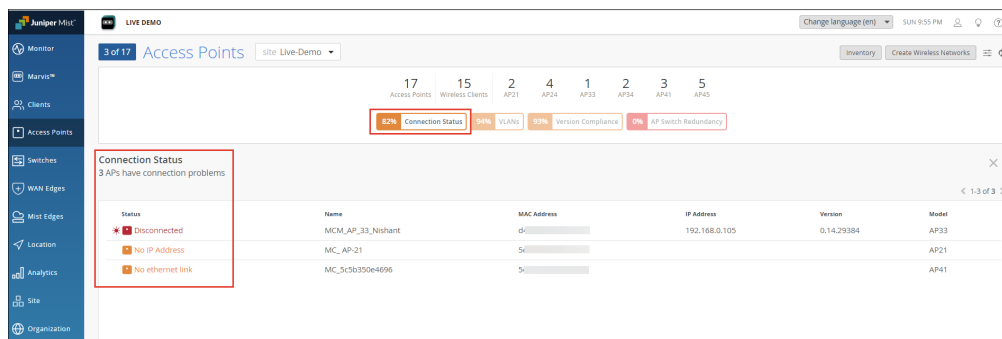 Juniper Mist™
LIVE DEMO
Change language (en)
SUN 9:55 PM
Monitor
Marvis™
Clients
Access Points
Switches
WAN Edges
Mist Edges
Location
Analytics
Site
Organization
3 of 17 Access Points site Live-Demo
Inventory Create Wireless Networks
17 15 2 4 1 2 3 5
Access Points Wireless Clients AP21 AP24 AP33 AP34 AP41 AP45
82% Connection Status 94% VLANs 93% Version Compliance 0% AP Switch Redundancy
Connection Status
3 APs have connection problems
< 1-3 of 3 >
Status Name MAC Address IP Address Version Model
Disconnected MCM_AP_33_Nishant d 192.168.0.105 0.14.29384 AP33
No IP Address MC_ AP-21 5 AP21
No ethernet link MC_5c5b350e4696 5 AP41